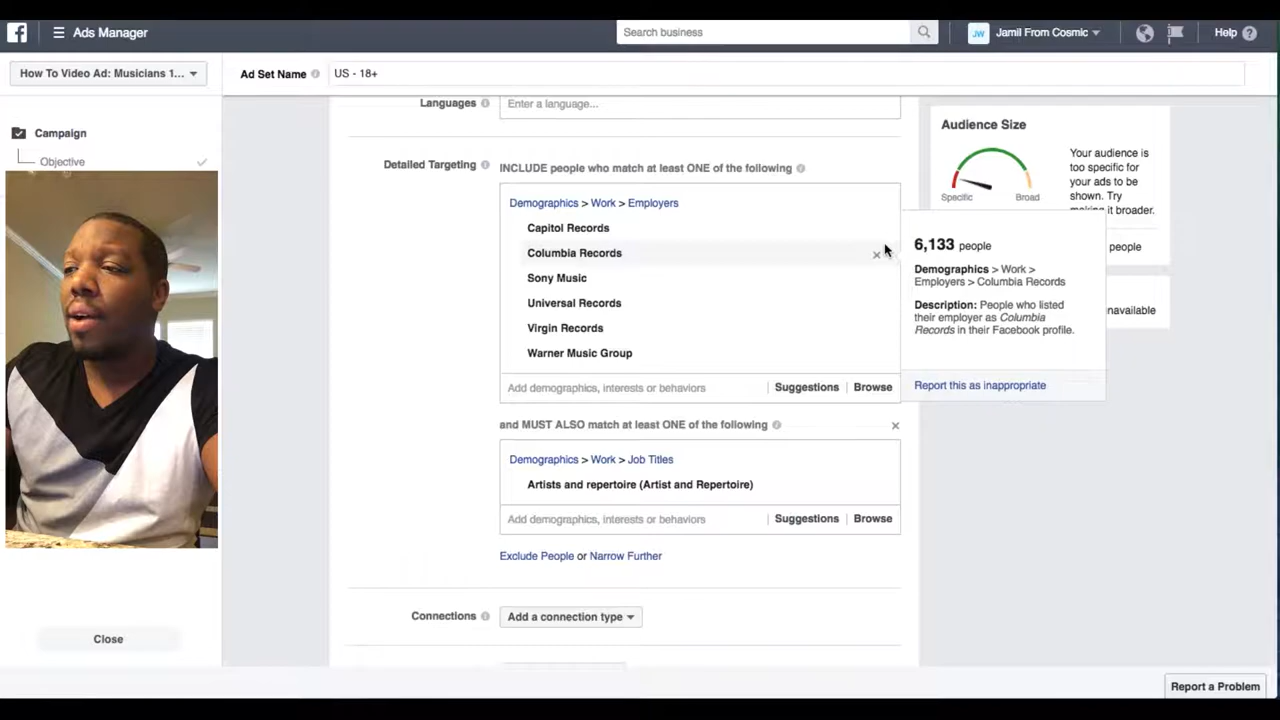 Ads Manager
Search business
JW
Jamil From Cosmic
Help
How To Video Ad: Musicians 1...
Ad Set Name
US - 18+
Campaign
Objective
Close
Languages
Enter a language...
Detailed Targeting
INCLUDE people who match at least ONE of the following
Demographics > Work > Employers
Capitol Records
Columbia Records
Sony Music
Universal Records
Virgin Records
Warner Music Group
Add demographics, interests or behaviors
Suggestions
Browse
and MUST ALSO match at least ONE of the following
Demographics > Work > Job Titles
Artists and repertoire (Artist and Repertoire)
Add demographics, interests or behaviors
Suggestions
Browse
Exclude People or Narrow Further
Connections
Add a connection type
Audience Size
Specific
Broad
Your audience is
too specific for
your ads to be
shown. Try
making it broader.
people
6,133 people
Demographics > Work >
Employers > Columbia Records
Description: People who listed
their employer as Columbia
Records in their Facebook profile.
Report this as inappropriate
Report a Problem